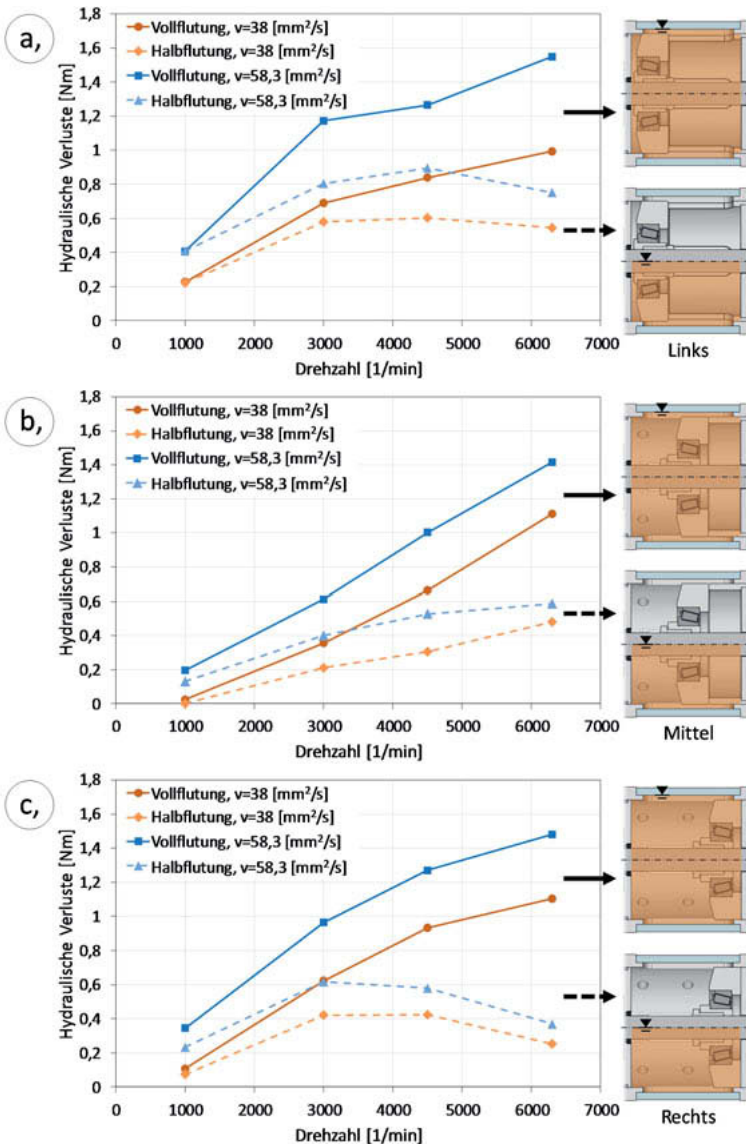 a,
Hydraulische Verluste [Nm]
1,8
1,6
1,4
1,2
1
0,8
0,6
0,4
0,2
0
Vollflutung, v=38 [mm²/s]
Halbflutung, v=38 [mm²/s]
Vollflutung, v=58,3 [mm²/s]
Halbflutung, v=58,3 [mm²/s]
0 1000 2000 3000 4000 5000 6000 7000
Drehzahl [1/min]
Links
b,
Hydraulische Verluste [Nm]
1,8
1,6
1,4
1,2
1
0,8
0,6
0,4
0,2
0
Vollflutung, v=38 [mm²/s]
Halbflutung, v=38 [mm²/s]
Vollflutung, v=58,3 [mm²/s]
Halbflutung, v=58,3 [mm²/s]
0 1000 2000 3000 4000 5000 6000 7000
Drehzahl [1/min]
Mittel
c,
Hydraulische Verluste [Nm]
1,8
1,6
1,4
1,2
1
0,8
0,6
0,4
0,2
0
Vollflutung, v=38 [mm²/s]
Halbflutung, v=38 [mm²/s]
Vollflutung, v=58,3 [mm²/s]
Halbflutung, v=58,3 [mm²/s]
0 1000 2000 3000 4000 5000 6000 7000
Drehzahl [1/min]
Rechts